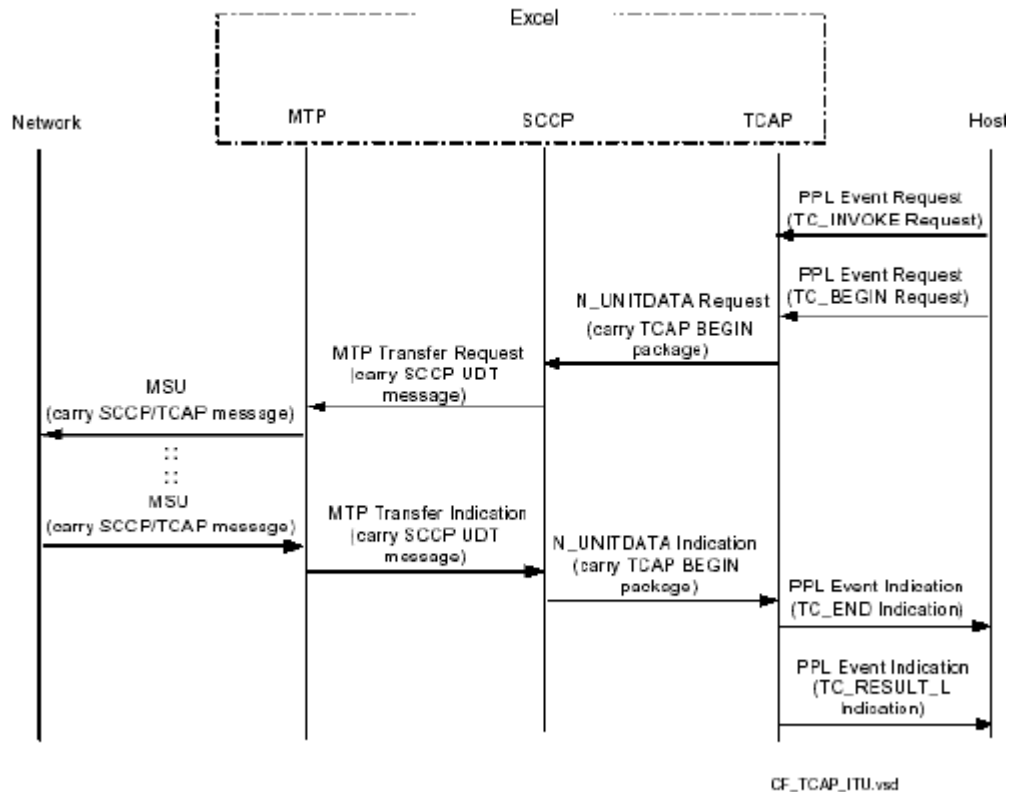 Excel
Network
MTP
SCCP
TCAP
Host
PPL Event Request
(TC_INVOKE Request)
PPL Event Request
(TC_BEGIN Request)
N_UNITDATA Request
(carry TCAP BEGIN
package)
MTP Transfer Request
(carry SCCP UDT
message)
MSU
(carry SCCP/TCAP message)
: :
: :
MSU
(carry SCCP/TCAP message)
MTP Transfer Indication
(carry SCCP UDT
message)
N_UNITDATA Indication
(carry TCAP BEGIN
package)
PPL Event Indication
(TC_END Indication)
PPL Event Indication
(TC_RESULT_L
Indication)
CF_TCAP_ITU.vsd